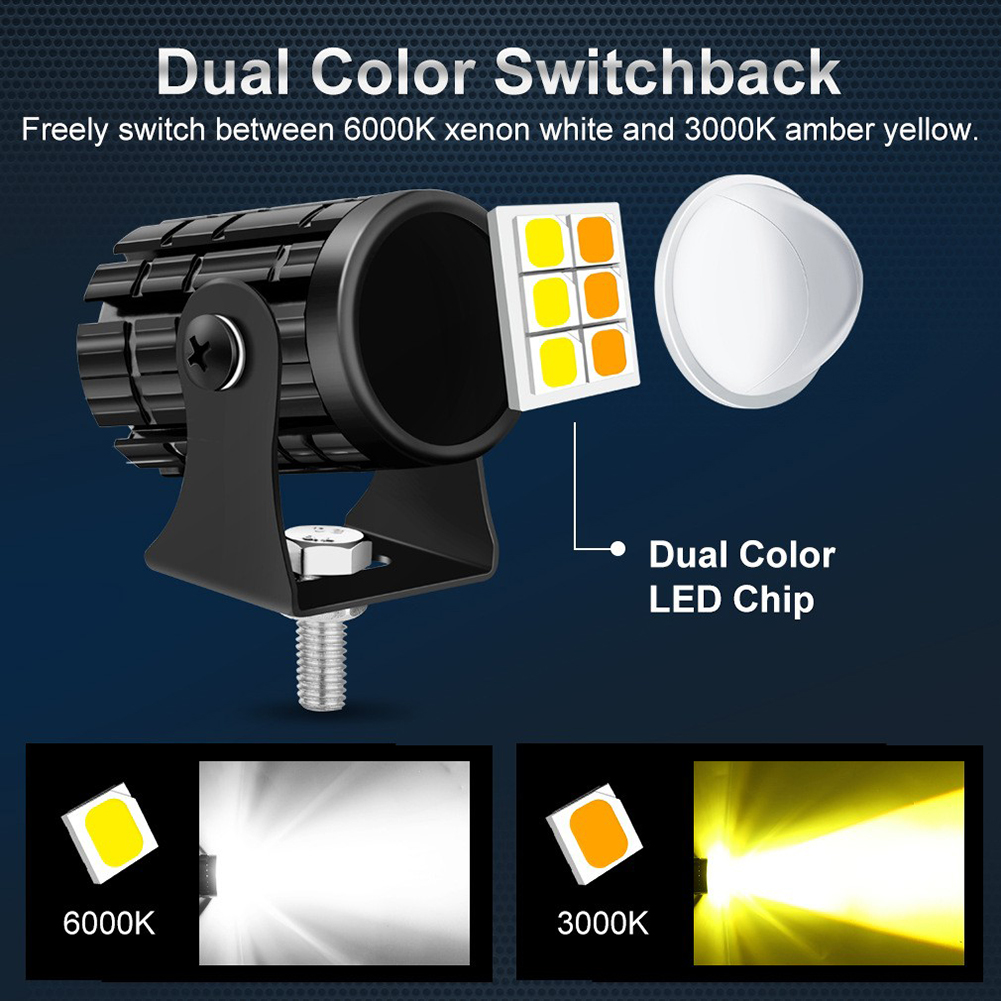 Dual Color Switchback
Freely switch between 6000K xenon white and 3000K amber yellow.
Dual Color
LED Chip
6000K
3000K